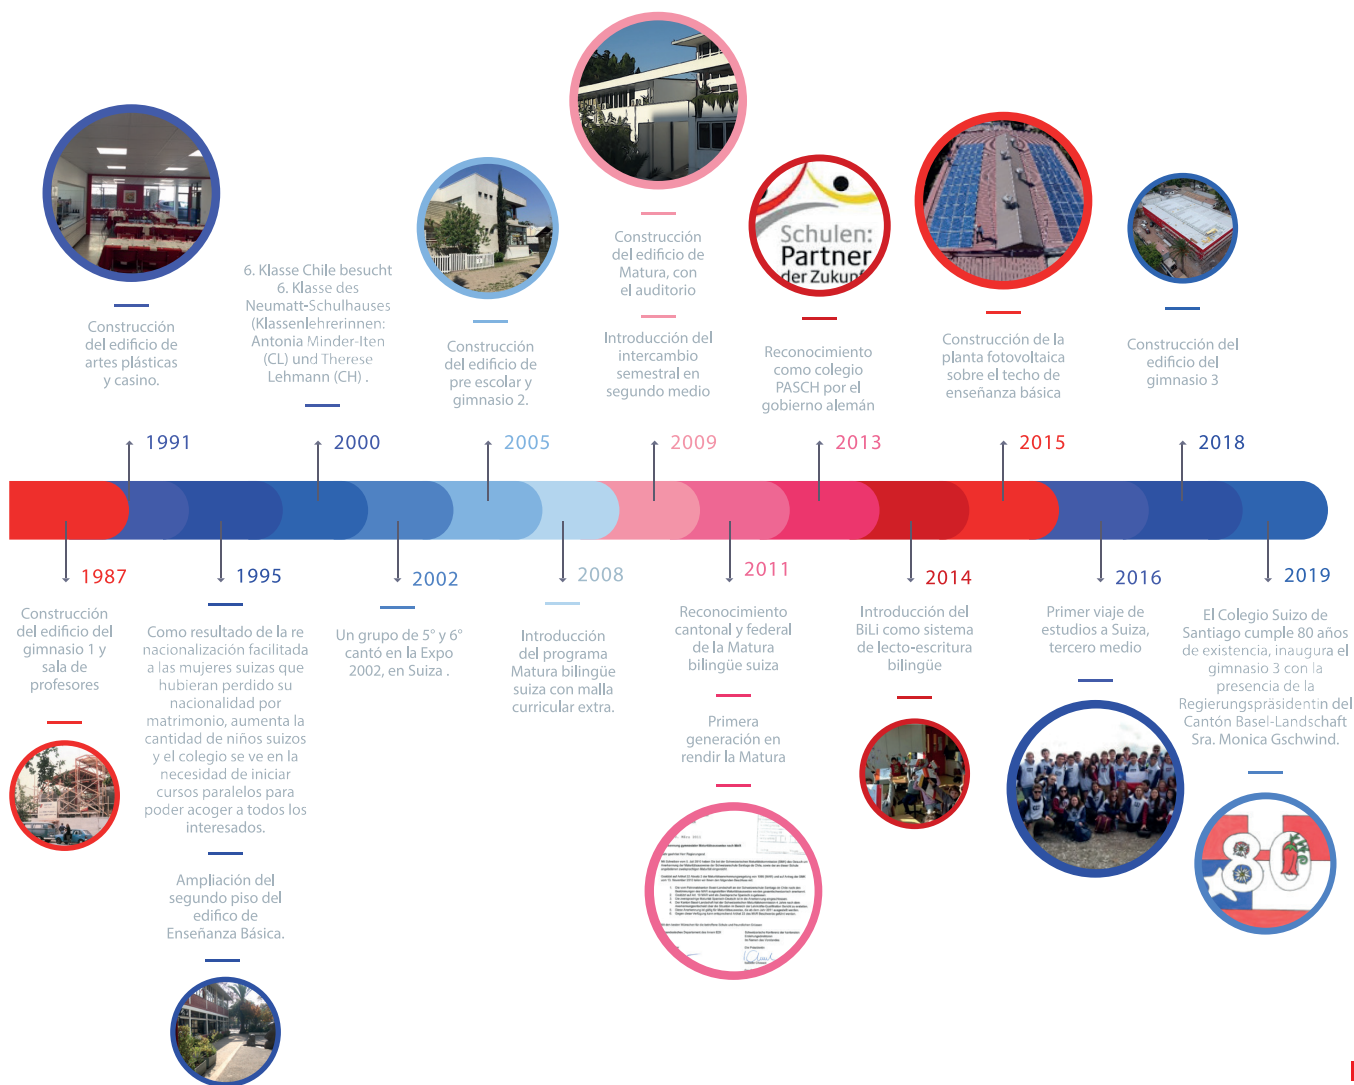 Schulen:
Partner
der Zukunft
Construcción
del edificio de
artes plásticas
y casino.
6. Klasse Chile besucht
6. Klasse des
Neumatt-Schulhauses
(Klassenlehrerinnen:
Antonia Minder-Iten
(CL) und Therese
Lehmann (CH) .
Construcción
del edificio de
pre escolar y
gimnasio 2.
Construcción
del edificio de
Matura, con
el auditorio
Introducción del
intercambio
semestral en
segundo medio
Reconocimiento
como colegio
PASCH por el
gobierno alemán
Construcción de la
planta fotovoltaica
sobre el techo de
enseñanza básica
Construcción del
edificio del
gimnasio 3
1991
2000
2005
2009
2013
2015
2018
1987
1995
2002
2008
2011
2014
2016
2019
Construcción
del edificio del
gimnasio 1 y
sala de
profesores
Como resultado de la re
nacionalización facilitada
a las mujeres suizas que
hubieran perdido su
nacionalidad por
matrimonio, aumenta la
cantidad de niños suizos
y el colegio se ve en la
necesidad de iniciar
cursos paralelos para
poder acoger a todos los
interesados.
Ampliación del
segundo piso del
edifico de
Enseñanza Básica.
Un grupo de 5° y 6°
cantó en la Expo
2002, en Suiza .
Introducción
del programa
Matura bilingüe
suiza con malla
curricular extra.
Reconocimiento
cantonal y federal
de la Matura
bilingüe suiza
Primera
generación en
rendir la Matura
Introducción del
BiLi como sistema
de lecto-escritura
bilingüe
Primer viaje de
estudios a Suiza,
tercero medio
El Colegio Suizo de
Santiago cumple 80 años
de existencia, inaugura el
gimnasio 3 con la
presencia de la
Regierungspräsidentin del
Cantón Basel-Landschaft
Sra. Monica Gschwind.
80